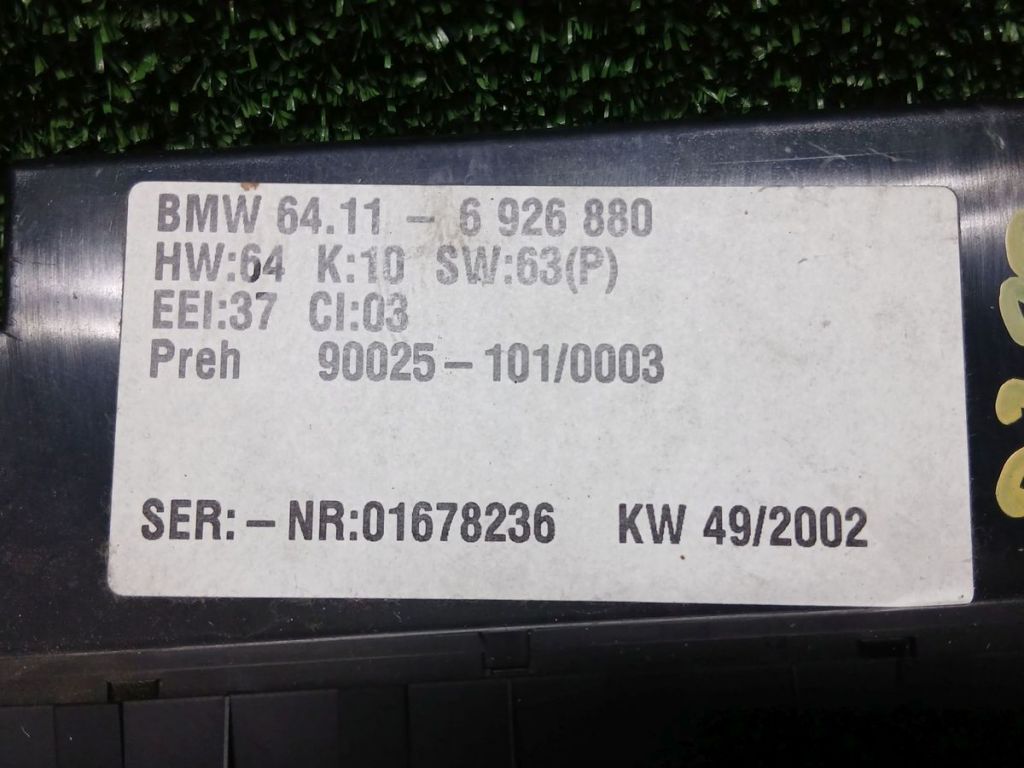 BMW 64.11 – 6 926 880
HW:64 K:10 SW:63(P)
EEI:37 CI:03
Preh 90025 – 101/0003
SER: – NR:01678236 KW 49/2002